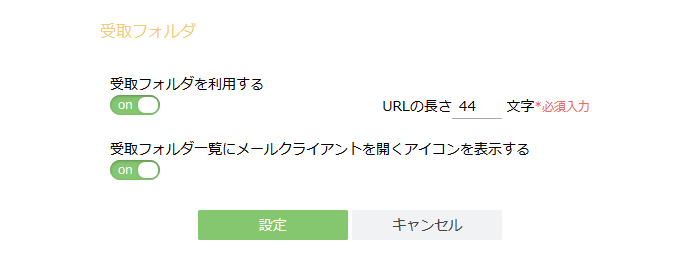 受取フォルダ
受取フォルダを利用する
on
URLの長さ 44 文字*必須入力
受取フォルダ一覧にメールクライアントを開くアイコンを表示する
on
設定 キャンセル